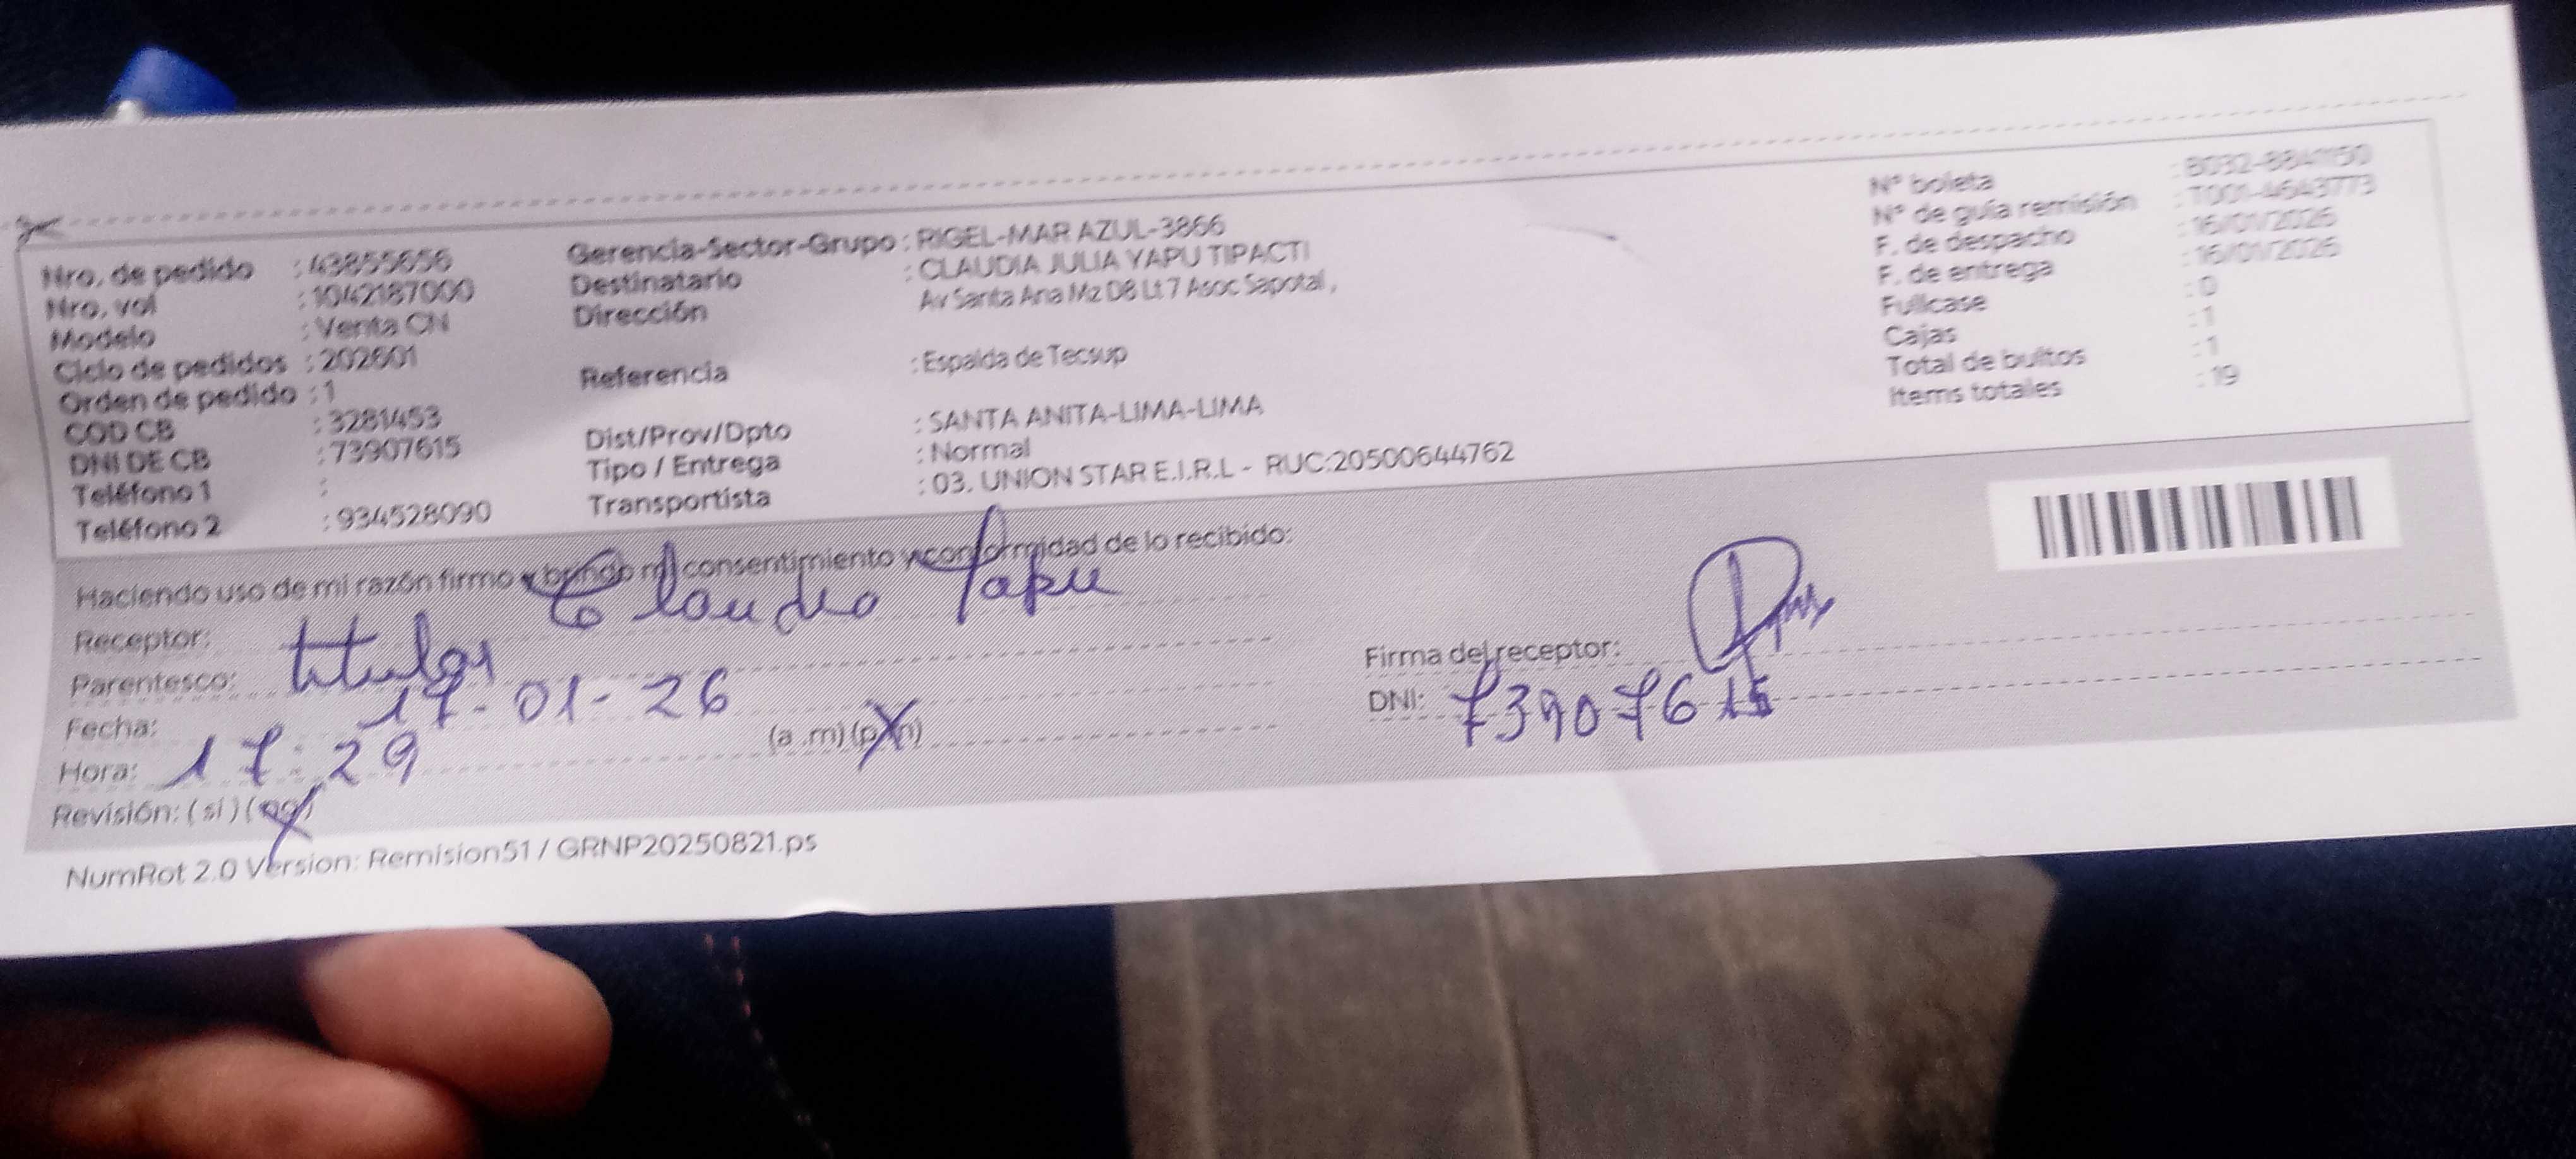 Nro. de pedido : 43855656
Nro. vol : 1042187000
Modelo : Venta CN
Ciclo de pedidos : 202601
Orden de pedido : 1
COD CB : 3281453
DNI DE CB : 73907615
Teléfono 1 :
Teléfono 2 : 934528090
Gerencia-Sector-Grupo : RIGEL-MAR AZUL-3866
Destinatario : CLAUDIA JULIA YAPU TIPACTI
Dirección Av Santa Ana Mz D8 Lt 7 Asoc Sapotal ,
Referencia : Espalda de Tecsup
Dist/Prov/Dpto : SANTA ANITA-LIMA-LIMA
Tipo / Entrega : Normal
Transportista : 03. UNION STAR E.I.R.L - RUC:20500644762
N° boleta : B032-8841150
N° de guía remisión : T001-4643773
F. de despacho : 16/01/2026
F. de entrega : 16/01/2026
Fullcase : 0
Cajas : 1
Total de bultos : 1
Items totales : 19
Haciendo uso de mi razón firmo y brindo mi consentimiento y conformidad de lo recibido:
Receptor: Claudia Yapu
Parentesco: titular
Fecha: 17-01-26
Hora: 17:29 (a .m) (p.m)
Revisión: ( sí ) ( no )
Firma del receptor:
DNI: 73907615
NumRot 2.0 Version: Remision51 / GRNP20250821.ps